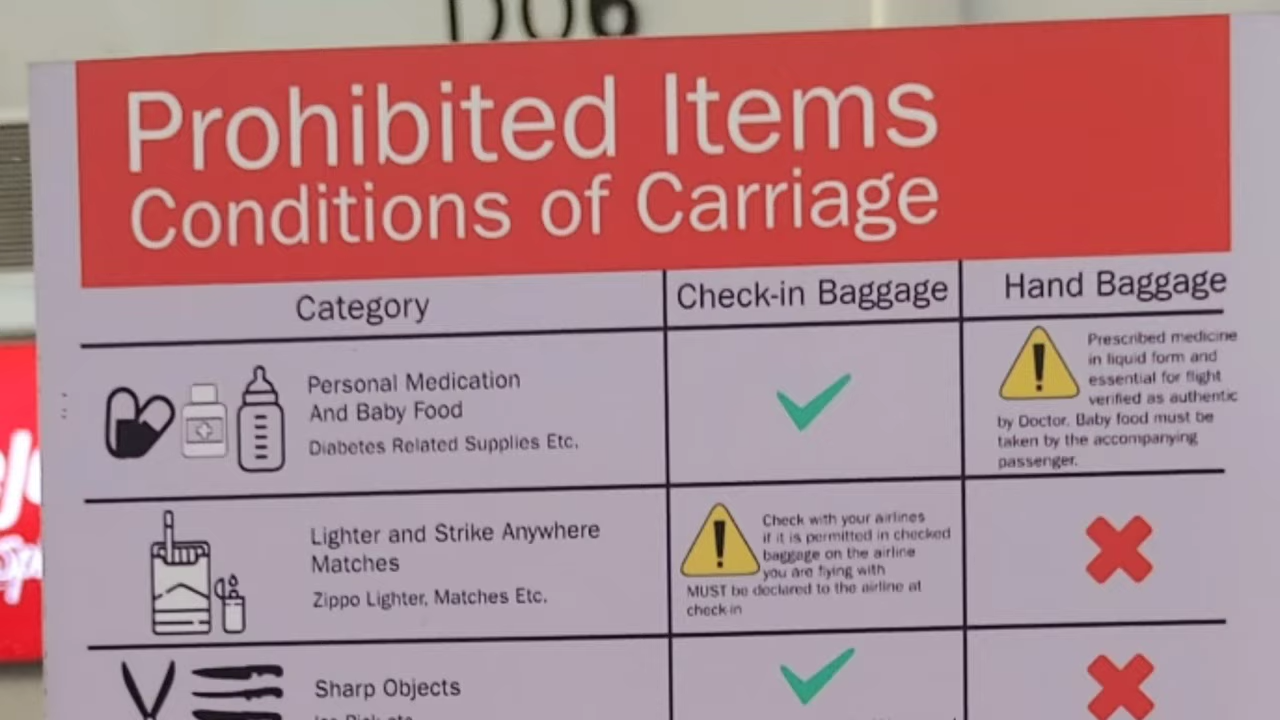 D06
Prohibited Items
Conditions of Carriage
Category
Check-in Baggage
Hand Baggage
Personal Medication
And Baby Food
Diabetes Related Supplies Etc.
Prescribed medicine
in liquid form and
essential for flight
verified as authentic
by Doctor. Baby food must be
taken by the accompanying
passenger.
Lighter and Strike Anywhere
Matches
Zippo Lighter, Matches Etc.
Check with your airlines
if it is permitted in checked
baggage on the airline
you are flying with
MUST be declared to the airline at
check-in
Sharp Objects